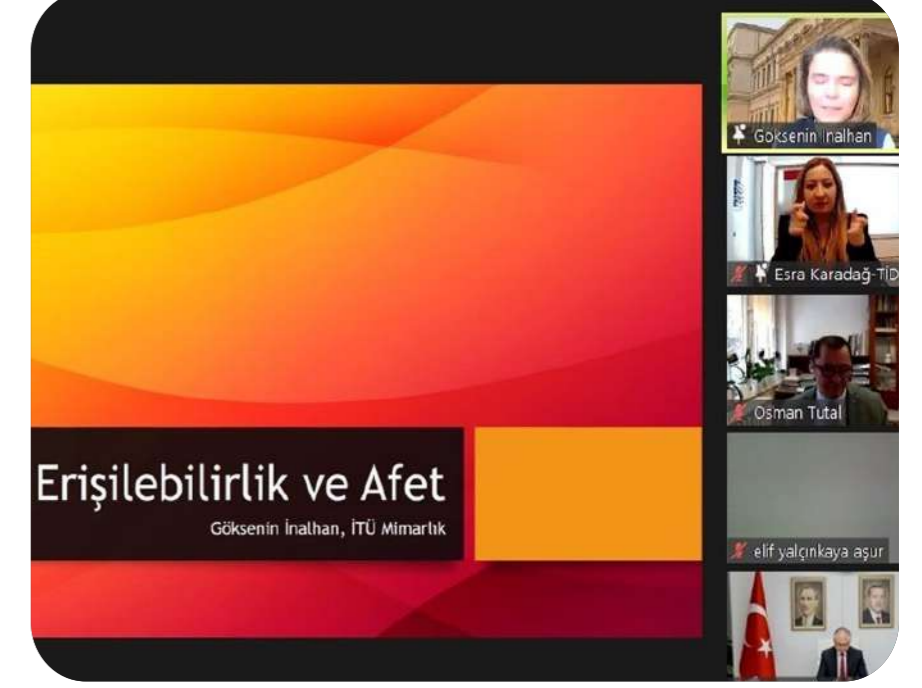 Erişilebilirlik ve Afet
Göksenin İnalhan, İTÜ Mimarlık
Göksenin İnalhan
Esra Karadağ-TİD
Osman Tutal
elif yalçınkaya aşur